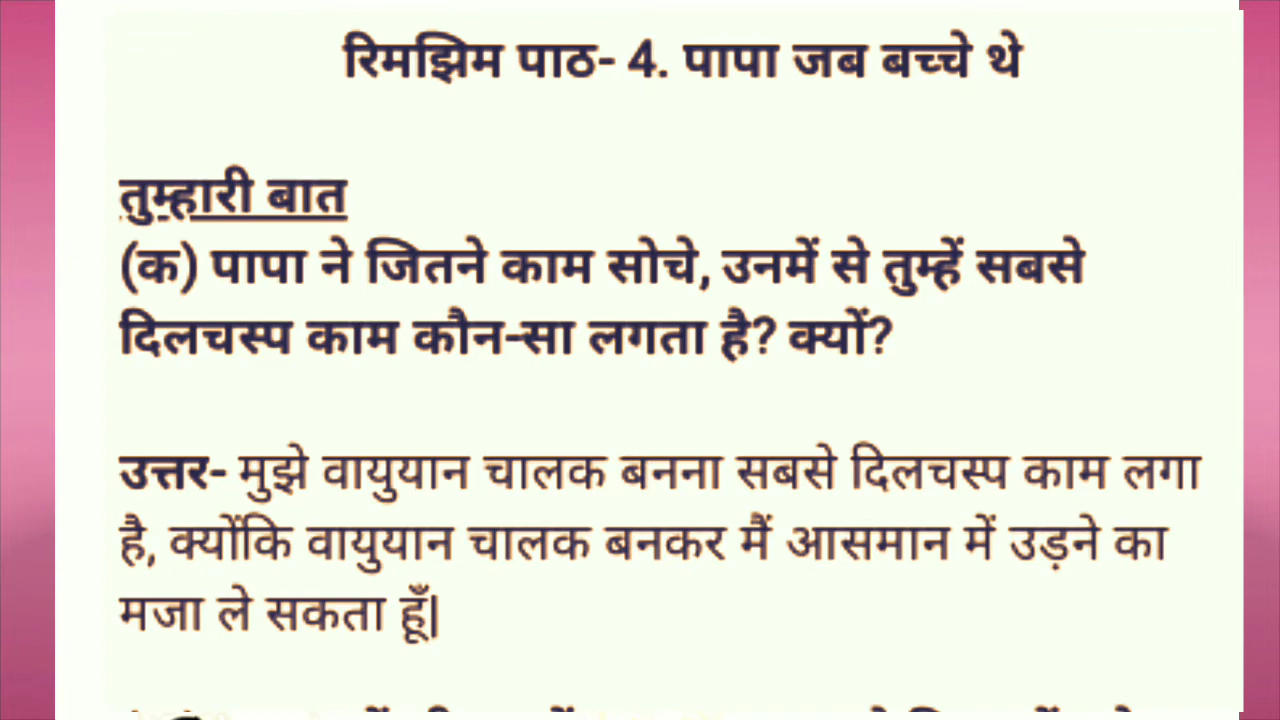 रिमझिम पाठ- 4. पापा जब बच्चे थे
तुम्हारी बात
(क) पापा ने जितने काम सोचे, उनमें से तुम्हें सबसे
दिलचस्प काम कौन-सा लगता है? क्यों?
उत्तर- मुझे वायुयान चालक बनना सबसे दिलचस्प काम लगा
है, क्योंकि वायुयान चालक बनकर मैं आसमान में उड़ने का
मजा ले सकता हूँ|